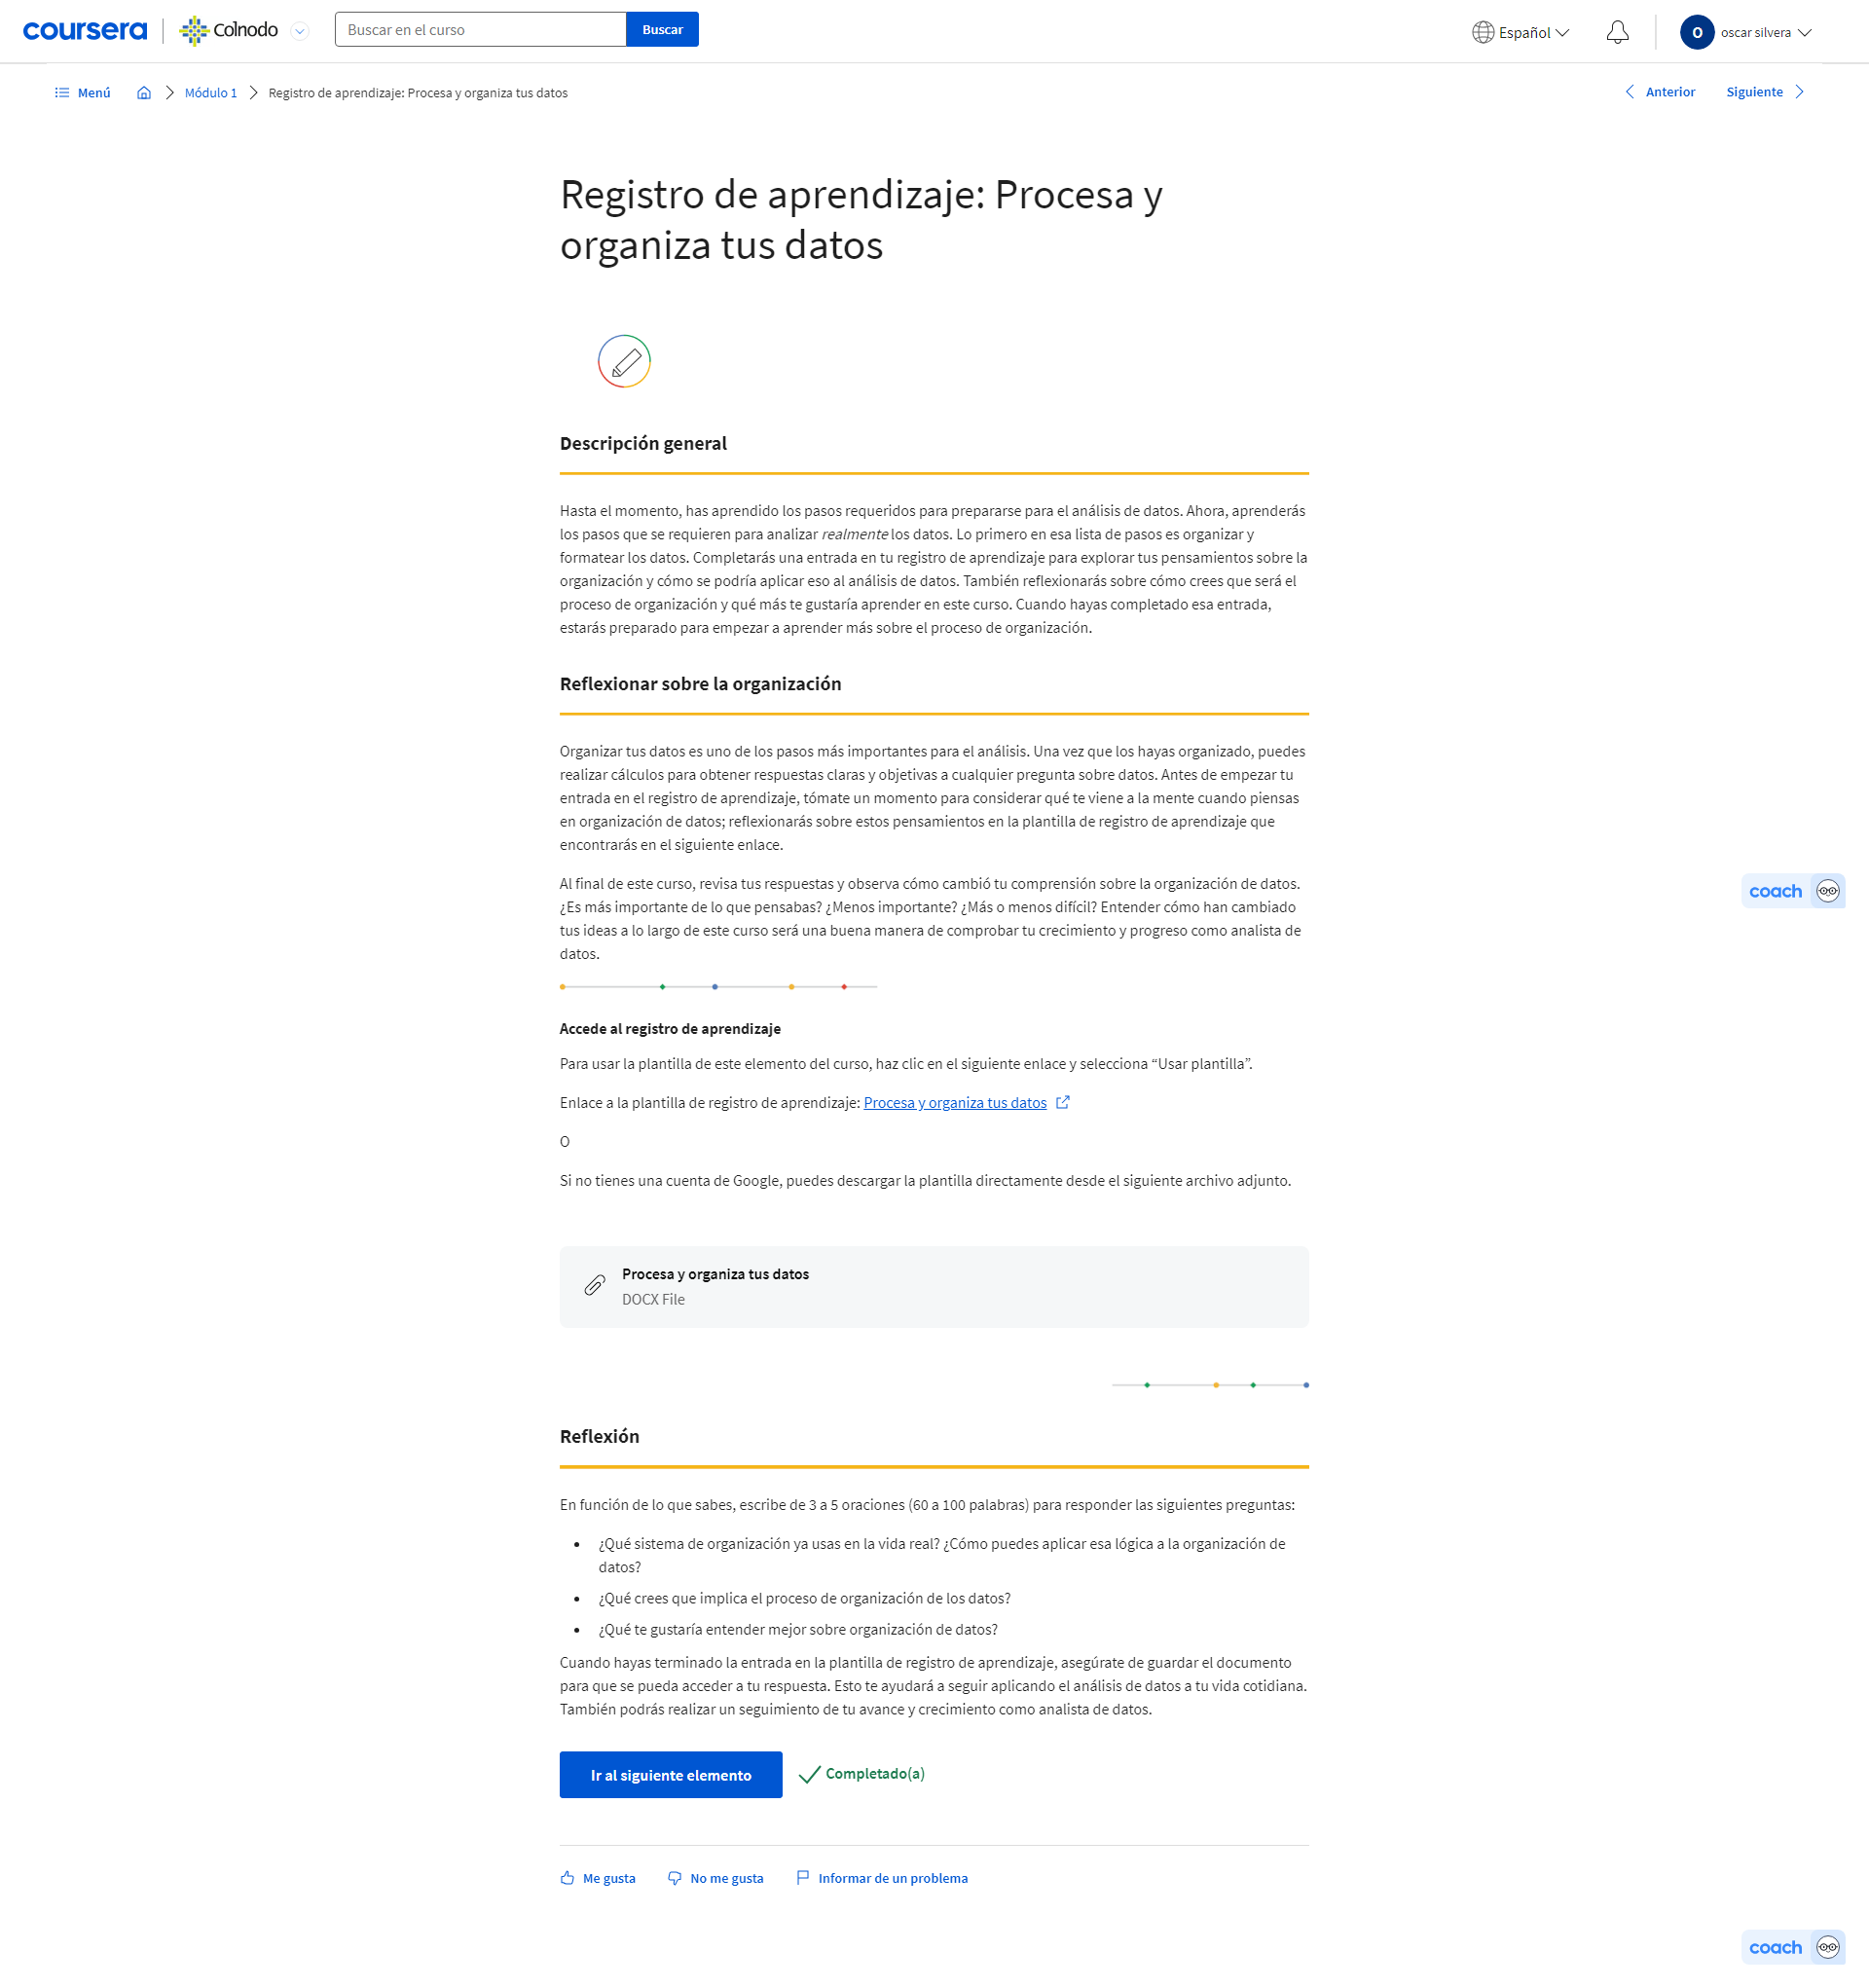 coursera
Colnodo
Buscar en el curso
Buscar
Español
O
oscar silvera
Menú
Módulo 1
Registro de aprendizaje: Procesa y organiza tus datos
Anterior
Siguiente
Registro de aprendizaje: Procesa y
organiza tus datos
Descripción general
Hasta el momento, has aprendido los pasos requeridos para prepararse para el análisis de datos. Ahora, aprenderás
los pasos que se requieren para analizar realmente los datos. Lo primero en esa lista de pasos es organizar y
formatear los datos. Completarás una entrada en tu registro de aprendizaje para explorar tus pensamientos sobre la
organización y cómo se podría aplicar eso al análisis de datos. También reflexionarás sobre cómo crees que será el
proceso de organización y qué más te gustaría aprender en este curso. Cuando hayas completado esa entrada,
estarás preparado para empezar a aprender más sobre el proceso de organización.
Reflexionar sobre la organización
Organizar tus datos es uno de los pasos más importantes para el análisis. Una vez que los hayas organizado, puedes
realizar cálculos para obtener respuestas claras y objetivas a cualquier pregunta sobre datos. Antes de empezar tu
entrada en el registro de aprendizaje, tómate un momento para considerar qué te viene a la mente cuando piensas
en organización de datos; reflexionarás sobre estos pensamientos en la plantilla de registro de aprendizaje que
encontrarás en el siguiente enlace.
Al final de este curso, revisa tus respuestas y observa cómo cambió tu comprensión sobre la organización de datos.
¿Es más importante de lo que pensabas? ¿Menos importante? ¿Más o menos difícil? Entender cómo han cambiado
tus ideas a lo largo de este curso será una buena manera de comprobar tu crecimiento y progreso como analista de
datos.
coach
Accede al registro de aprendizaje
Para usar la plantilla de este elemento del curso, haz clic en el siguiente enlace y selecciona “Usar plantilla”.
Enlace a la plantilla de registro de aprendizaje: Procesa y organiza tus datos
O
Si no tienes una cuenta de Google, puedes descargar la plantilla directamente desde el siguiente archivo adjunto.
Procesa y organiza tus datos
DOCX File
Reflexión
En función de lo que sabes, escribe de 3 a 5 oraciones (60 a 100 palabras) para responder las siguientes preguntas:
• ¿Qué sistema de organización ya usas en la vida real? ¿Cómo puedes aplicar esa lógica a la organización de
datos?
• ¿Qué crees que implica el proceso de organización de los datos?
• ¿Qué te gustaría entender mejor sobre organización de datos?
Cuando hayas terminado la entrada en la plantilla de registro de aprendizaje, asegúrate de guardar el documento
para que se pueda acceder a tu respuesta. Esto te ayudará a seguir aplicando el análisis de datos a tu vida cotidiana.
También podrás realizar un seguimiento de tu avance y crecimiento como analista de datos.
Ir al siguiente elemento
Completado(a)
Me gusta
No me gusta
Informar de un problema
coach